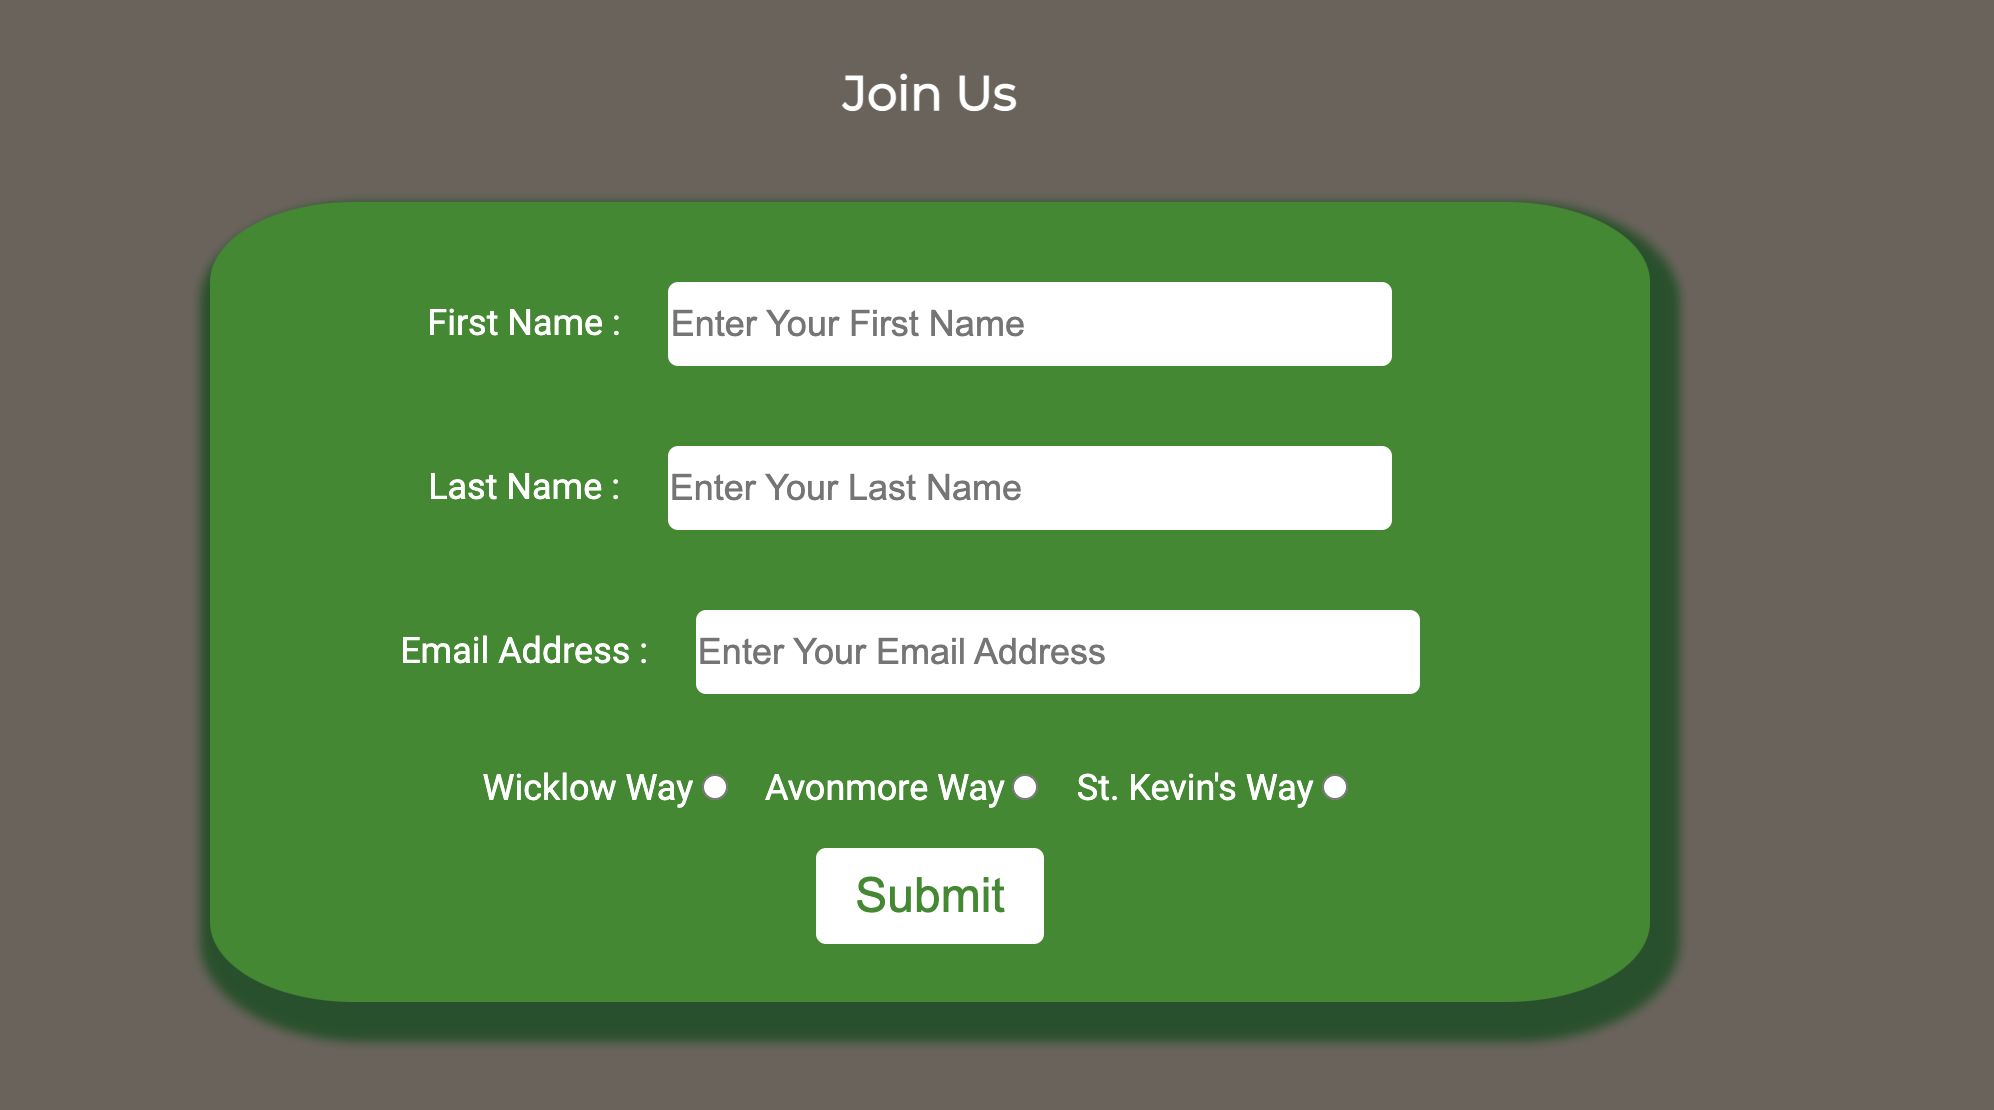 Join Us
First Name : Enter Your First Name
Last Name : Enter Your Last Name
Email Address : Enter Your Email Address
Wicklow Way Avonmore Way St. Kevin's Way
Submit